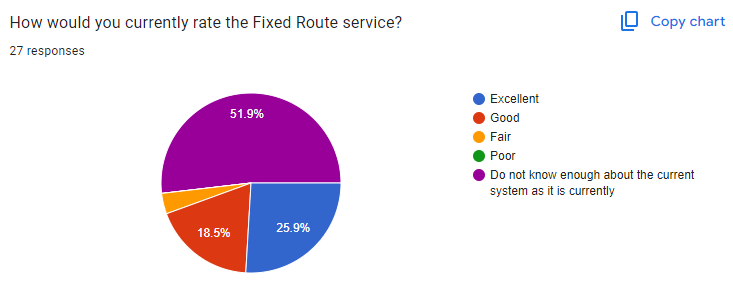 How would you currently rate the Fixed Route service?
Copy chart
27 responses
51.9%
18.5%
25.9%
Excellent
Good
Fair
Poor
Do not know enough about the current
system as it is currently